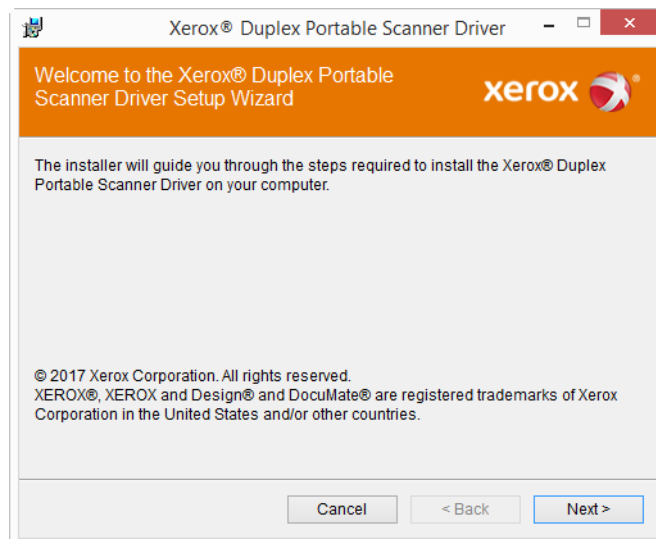 Xerox® Duplex Portable Scanner Driver
Welcome to the Xerox® Duplex Portable
Scanner Driver Setup Wizard
xerox ®
The installer will guide you through the steps required to install the Xerox® Duplex
Portable Scanner Driver on your computer.
© 2017 Xerox Corporation. All rights reserved.
XEROX®, XEROX and Design® and DocuMate® are registered trademarks of Xerox
Corporation in the United States and/or other countries.
Cancel < Back Next >